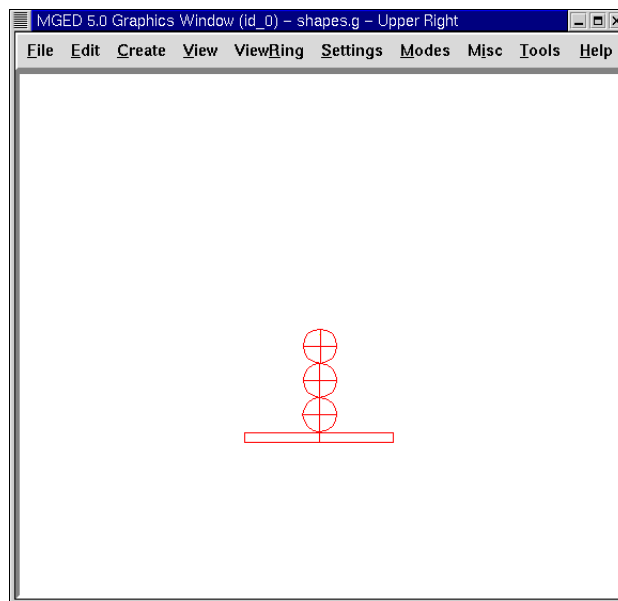 MGED 5.0 Graphics Window (id_0) – shapes.g – Upper Right
File Edit Create View ViewRing Settings Modes Misc Tools Help